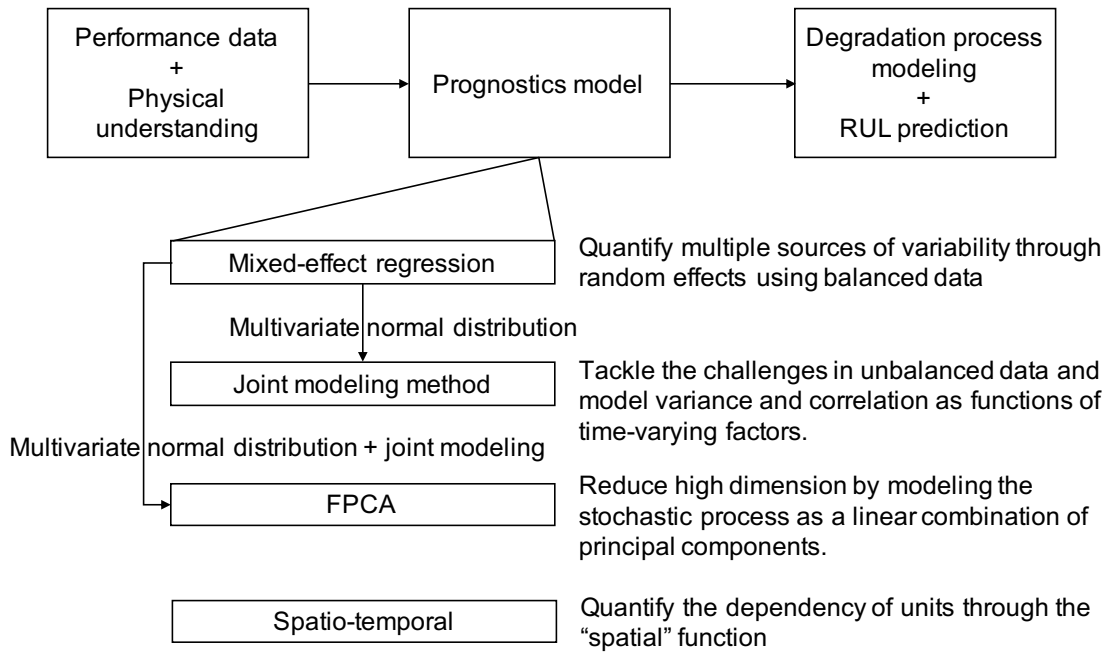 Performance data
+
Physical
understanding
Prognostics model
Degradation process
modeling
+
RUL prediction
Mixed-effect regression
Quantify multiple sources of variability through
random effects using balanced data
Multivariate normal distribution
Joint modeling method
Tackle the challenges in unbalanced data and
model variance and correlation as functions of
time-varying factors.
Multivariate normal distribution + joint modeling
FPCA
Reduce high dimension by modeling the
stochastic process as a linear combination of
principal components.
Spatio-temporal
Quantify the dependency of units through the
“spatial” function